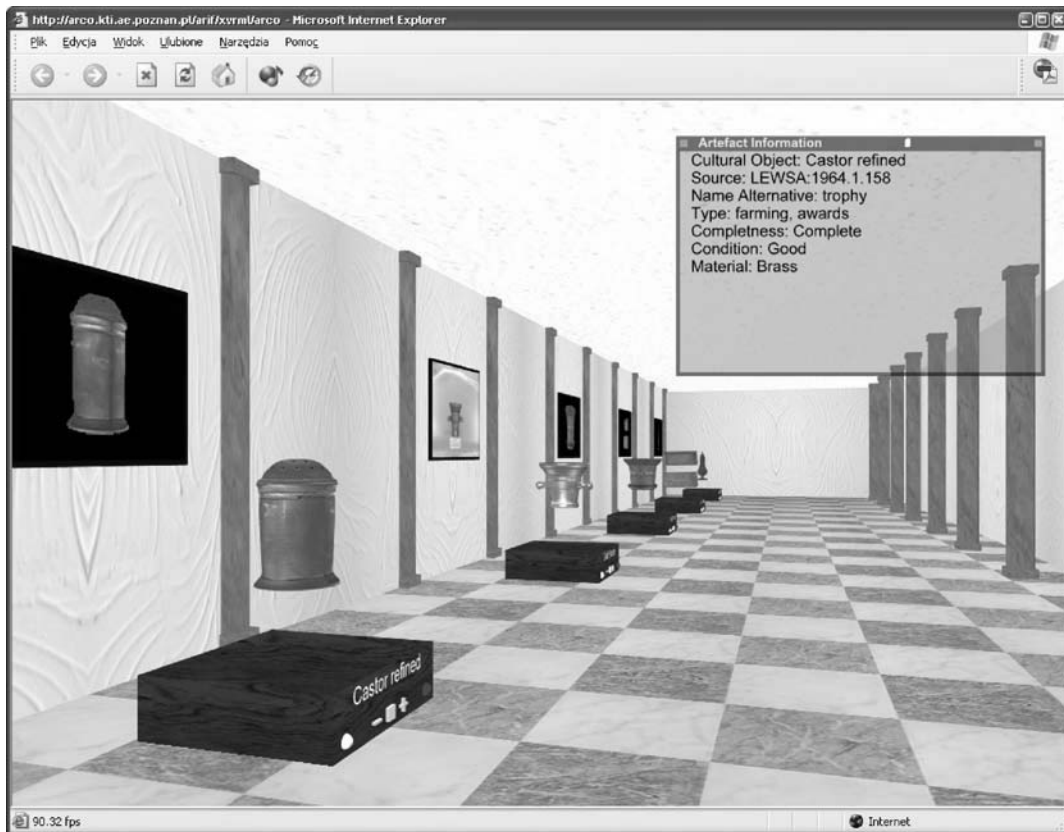 http://arco.kti.ae.poznan.pl/arif/xvrml/arco - Microsoft Internet Explorer
Plik Edycja Widok Ulubione Narzędzia Pomoc
Artefact Information
Cultural Object: Castor refined
Source: LEWSA:1964.1.158
Name Alternative: trophy
Type: farming, awards
Completness: Complete
Condition: Good
Material: Brass
Castor refined
90.32 fps
Internet